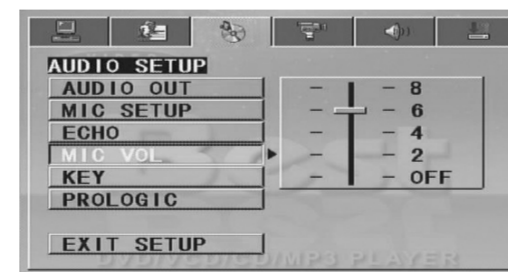 AUDIO SETUP
AUDIO OUT
MIC SETUP
ECHO
MIC VOL
KEY
PROLOGIC
EXIT SETUP
8
6
4
2
OFF
DVD/VCD/CD/MP3 PLAYER